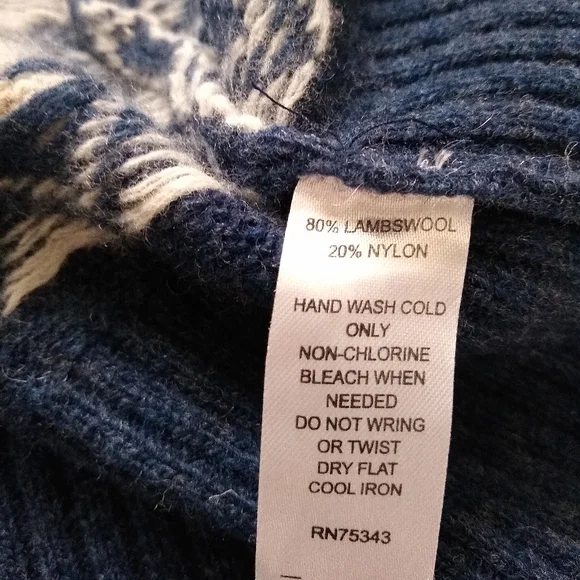 80% LAMBSWOOL
20% NYLON
HAND WASH COLD
ONLY
NON-CHLORINE
BLEACH WHEN
NEEDED
DO NOT WRING
OR TWIST
DRY FLAT
COOL IRON
RN75343